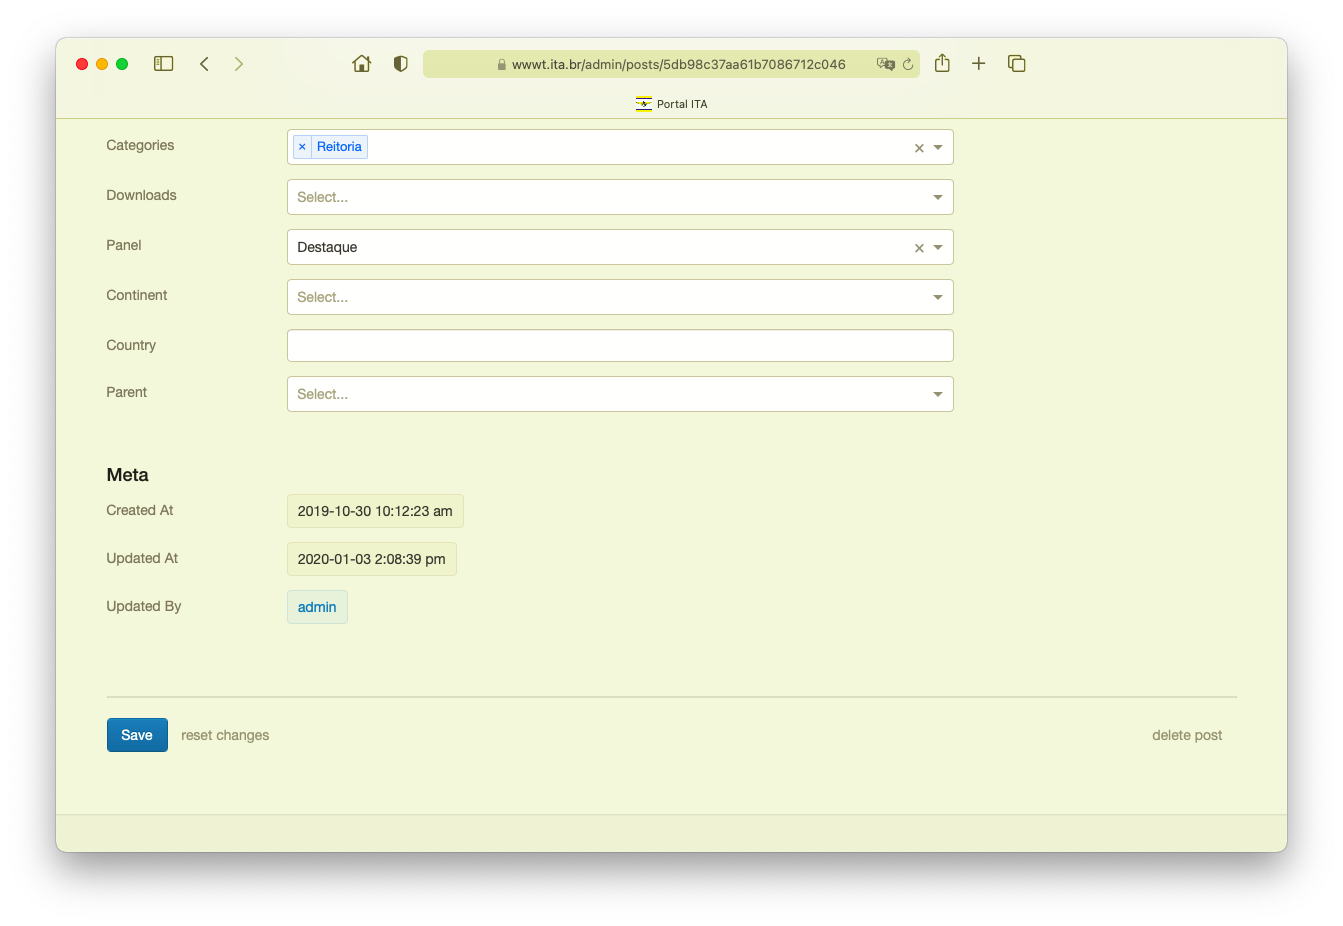 wwwt.ita.br/admin/posts/5db98c37aa61b7086712c046
Portal ITA
Categories × Reitoria ×
Downloads Select...
Panel Destaque ×
Continent Select...
Country
Parent Select...
Meta
Created At 2019-10-30 10:12:23 am
Updated At 2020-01-03 2:08:39 pm
Updated By admin
Save reset changes delete post